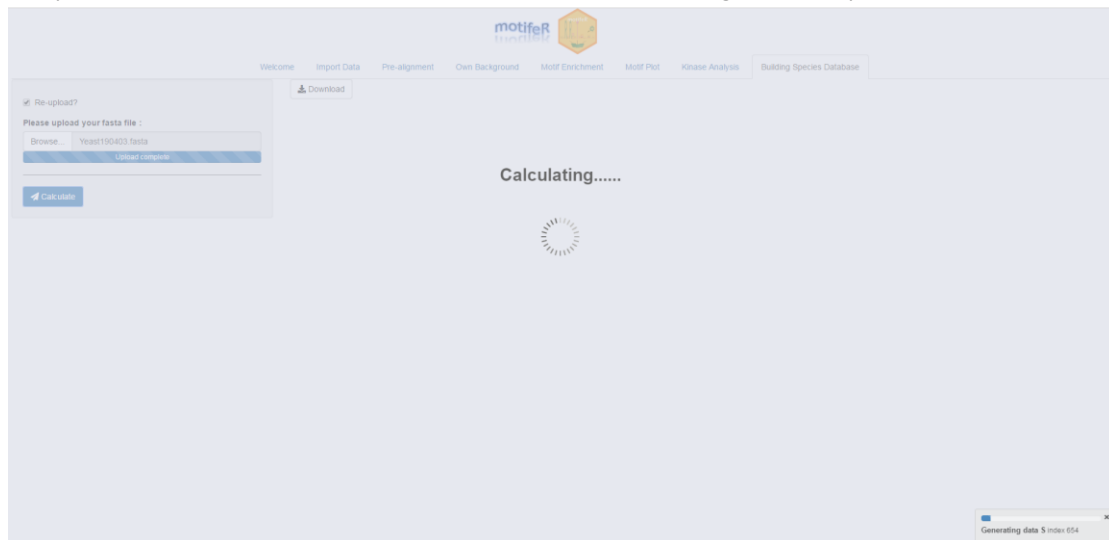 motifeR
Welcome Import Data Pre-alignment Own Background Motif Enrichment Motif Plot Kinase Analysis Building Species Database
Download
Re-upload?
Please upload your fasta file :
Browse... Yeast190403.fasta
Upload complete
Calculate
Calculating......
Generating data S index 654